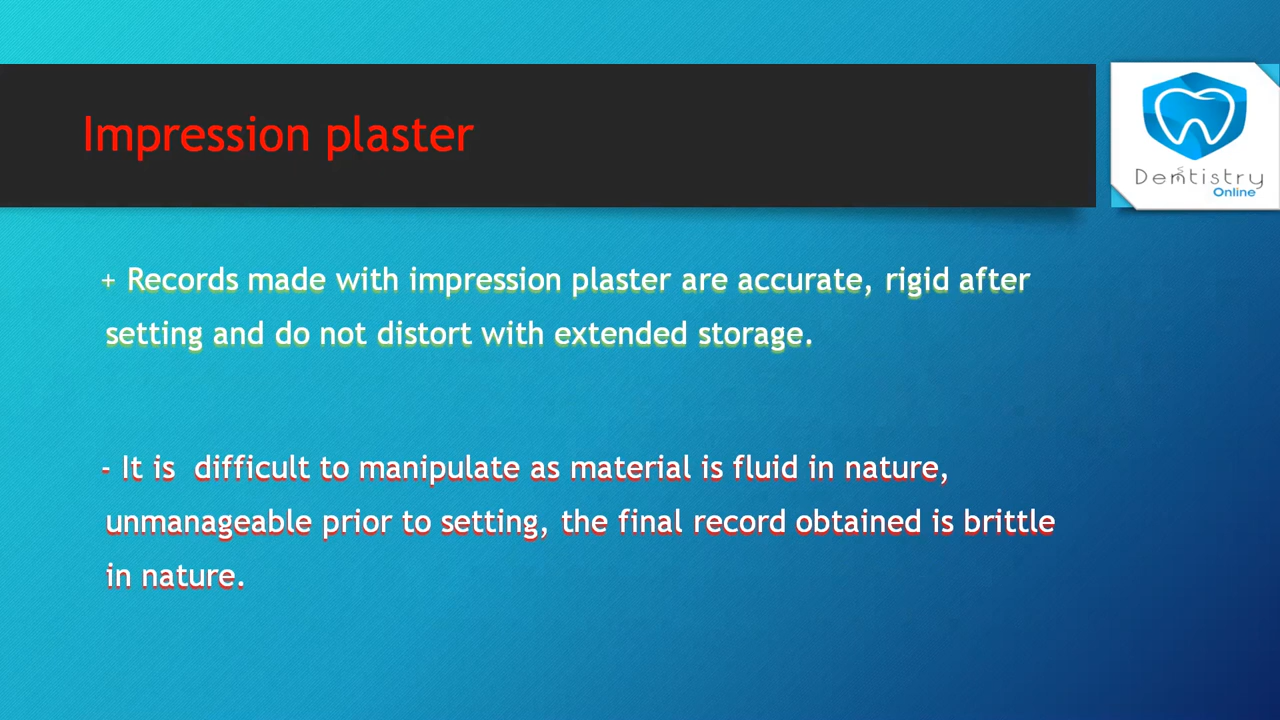 Impression plaster
Dentistry
Online
+ Records made with impression plaster are accurate, rigid after
setting and do not distort with extended storage.
- It is  difficult to manipulate as material is fluid in nature,
unmanageable prior to setting, the final record obtained is brittle
in nature.